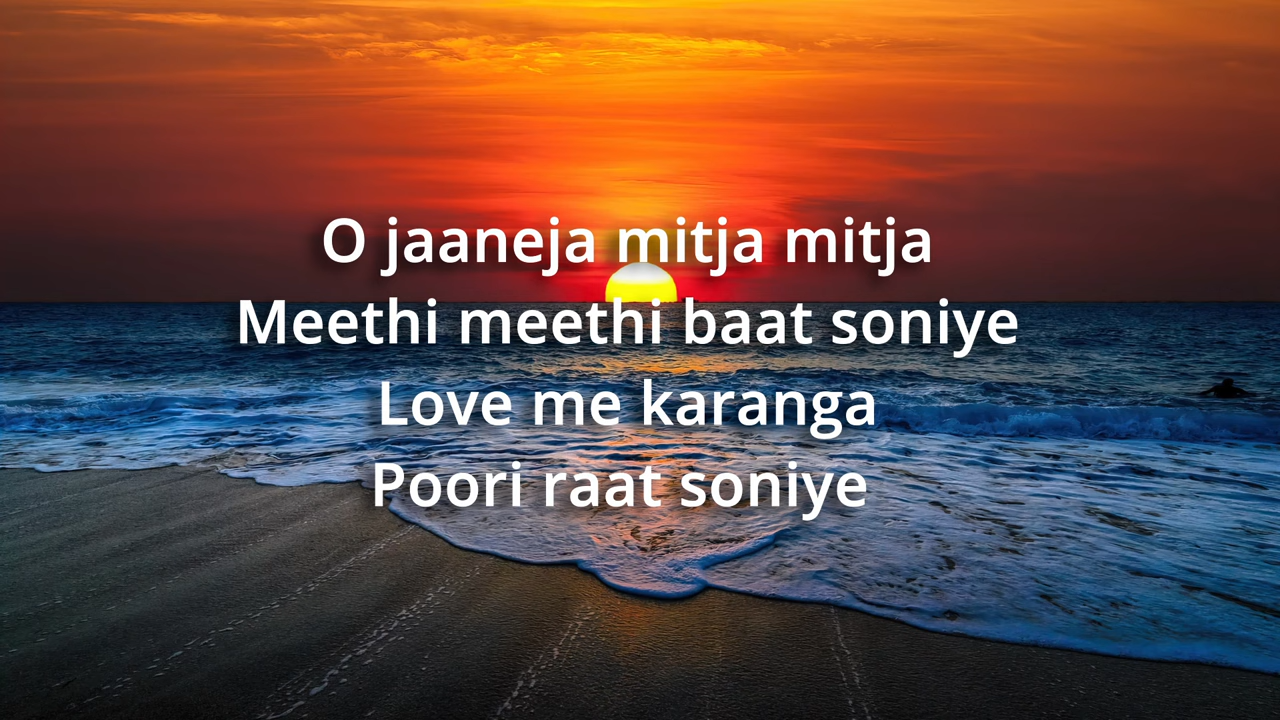 O jaaneja mitja mitja
Meethi meethi baat soniye
Love me karanga
Poori raat soniye